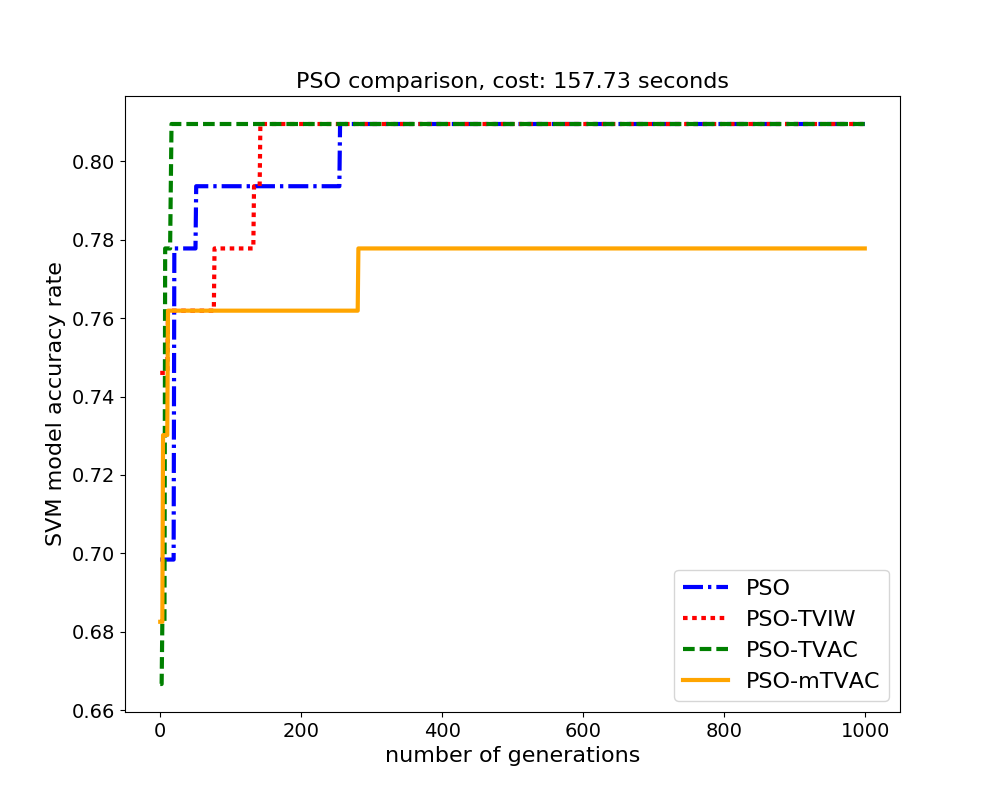 PSO comparison, cost: 157.73 seconds
SVM model accuracy rate
0.80
0.78
0.76
0.74
0.72
0.70
0.68
0.66
0
200
400
600
800
1000
number of generations
PSO
PSO-TVIW
PSO-TVAC
PSO-mTVAC